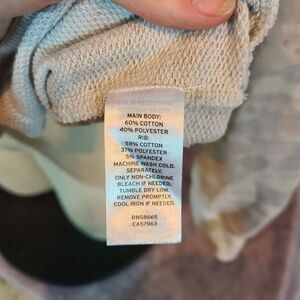 MAIN BODY:
60% COTTON
40% POLYESTER
RIB:
58% COTTON
37% POLYESTER
5% SPANDEX
MACHINE WASH COLD.
SEPARATELY.
ONLY NON-CHLORINE
BLEACH IF NEEDED.
TUMBLE DRY LOW.
REMOVE PROMPTLY.
COOL IRON IF NEEDED.
RN58665
CA57963